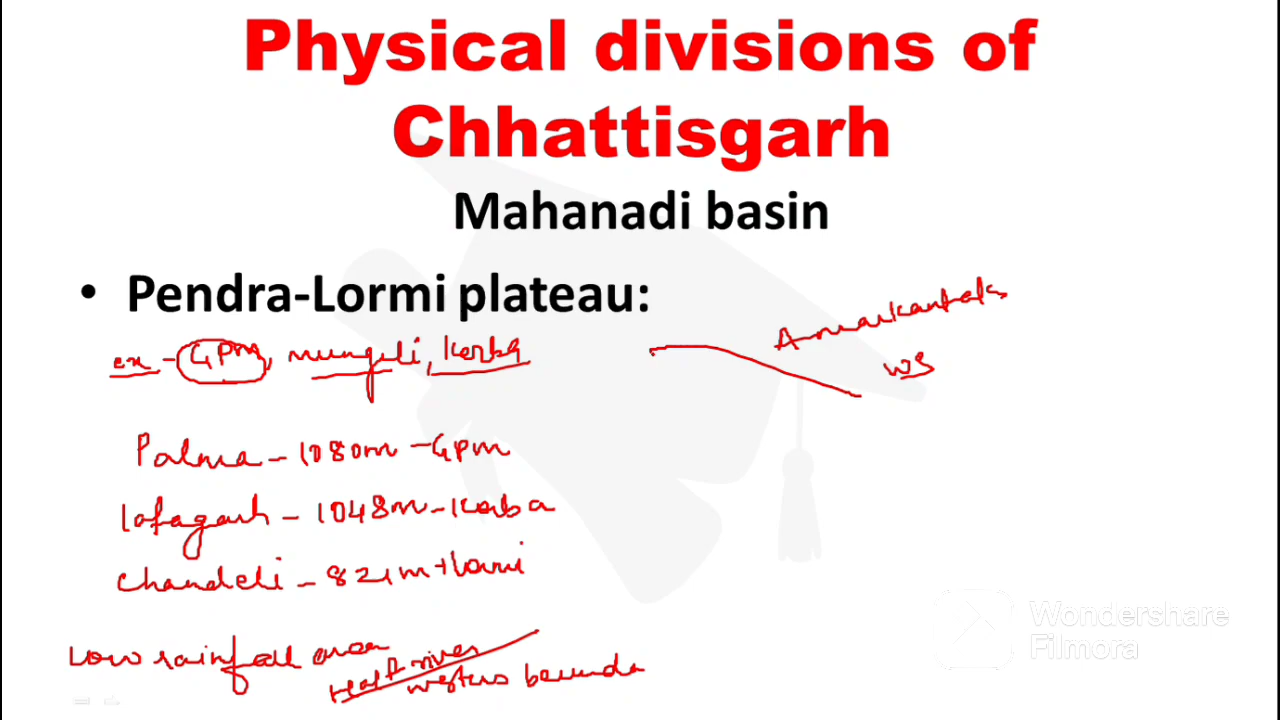 Physical divisions of
Chhattisgarh
Mahanadi basin
• Pendra-Lormi plateau:
Amarkantak
ex - GPM, mungeli, Korba
WS
Palma - 1080m - GPM
lafagarh - 1048m - Korba
Chandeli - 821m + lormi
Low rainfall area
river
western
Wondershare
Filmora